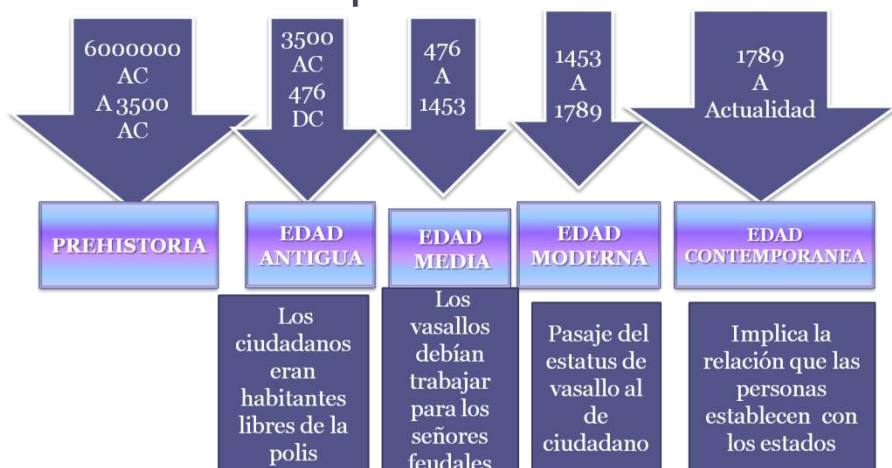 6000000
AC
A 3500
AC
3500
AC
476
DC
476
A
1453
1453
A
1789
1789
A
Actualidad
PREHISTORIA
EDAD
ANTIGUA
EDAD
MEDIA
EDAD
MODERNA
EDAD
CONTEMPORANEA
Los
ciudadanos
eran
habitantes
libres de la
polis
Los
vasallos
debían
trabajar
para los
señores
feudales
Pasaje del
estatus de
vasallo al
de
ciudadano
Implica la
relación que las
personas
establecen con
los estados